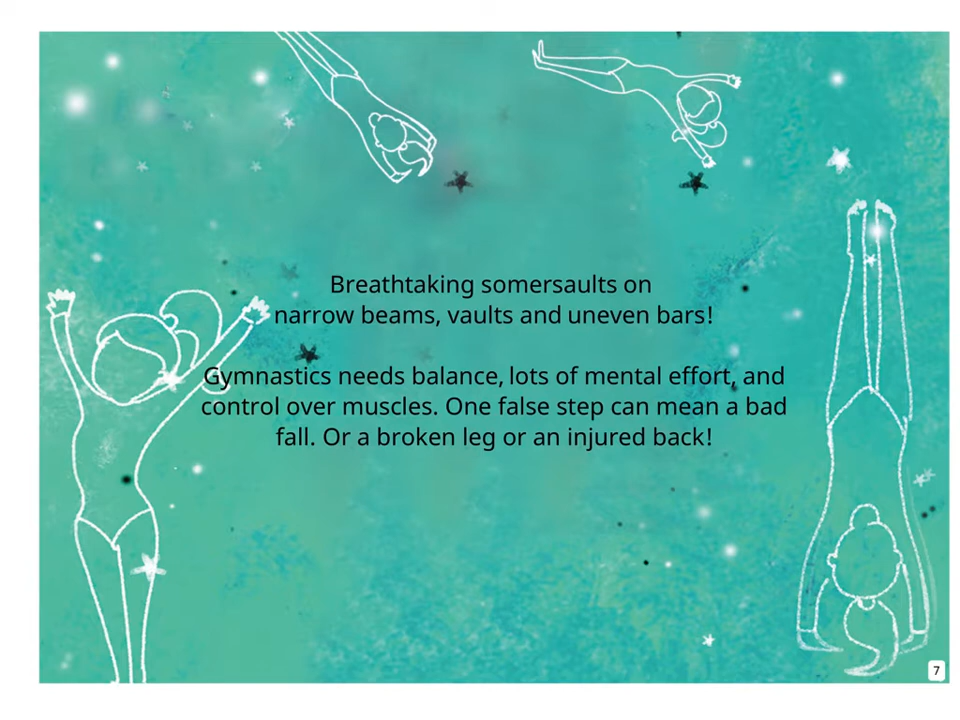 Breathtaking somersaults on
narrow beams, vaults and uneven bars!
Gymnastics needs balance, lots of mental effort, and
control over muscles. One false step can mean a bad
fall. Or a broken leg or an injured back!
7